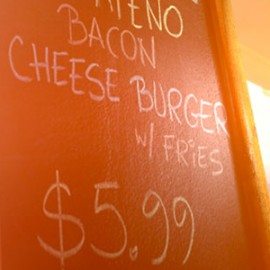 BACON
CHEESE BURGER
w/ FRIES
$5.99